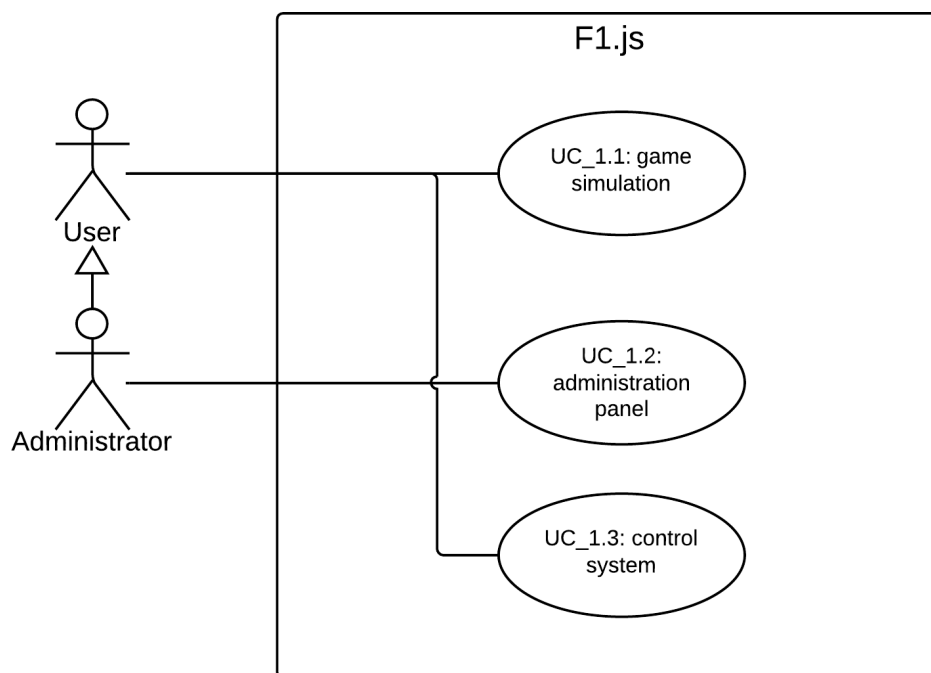 F1.js
UC_1.1: game
simulation
User
UC_1.2:
administration
panel
Administrator
UC_1.3: control
system